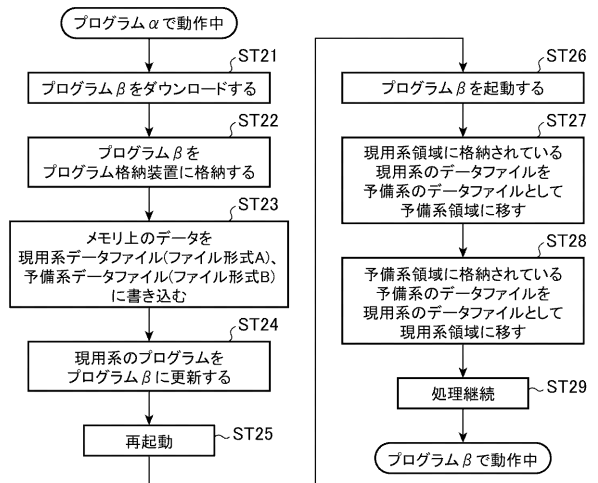 プログラムαで動作中
ST21
プログラムβをダウンロードする
ST22
プログラムβを
プログラム格納装置に格納する
ST23
メモリ上のデータを
現用系データファイル(ファイル形式A)、
予備系データファイル(ファイル形式B)
に書き込む
ST24
現用系のプログラムを
プログラムβに更新する
再起動
ST25
ST26
プログラムβを起動する
ST27
現用系領域に格納されている
現用系のデータファイルを
予備系のデータファイルとして
予備系領域に移す
ST28
予備系領域に格納されている
予備系のデータファイルを
現用系のデータファイルとして
現用系領域に移す
処理継続
ST29
プログラムβで動作中